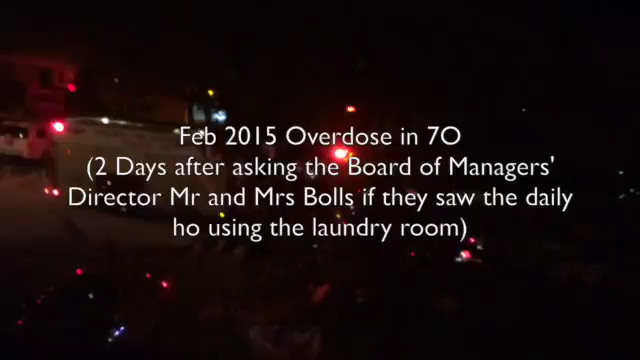 Feb 2015 Overdose in 7O
(2 Days after asking the Board of Managers'
Director Mr and Mrs Bolls if they saw the daily
ho using the laundry room)